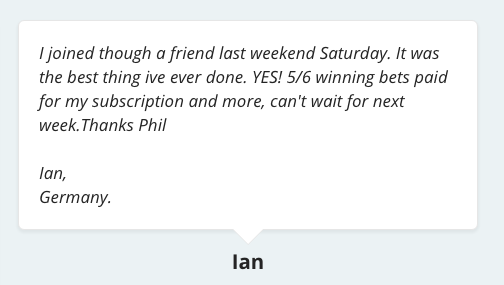 I joined though a friend last weekend Saturday. It was
the best thing ive ever done. YES! 5/6 winning bets paid
for my subscription and more, can't wait for next
week.Thanks Phil
Ian,
Germany.
Ian